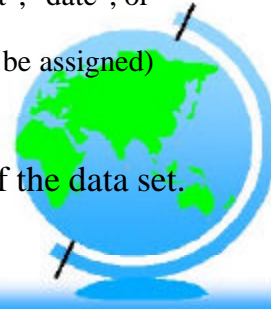 ", "date", or
be assigned)
f the data set.